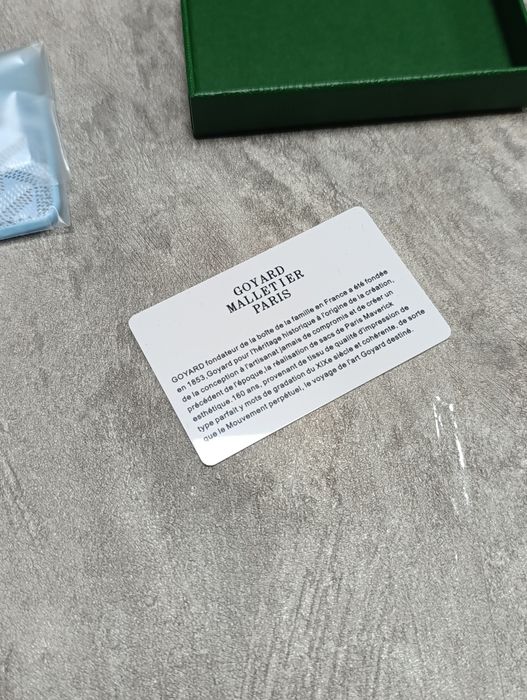 GOYARD
MALLETIER
PARIS
GOYARD fondateur de la boîte de la famille en France a été fondée
en 1853.Goyard pour l'héritage historique à l'origine de la création,
de la conception à l'artisanat jamais de compromis et de créer un
précédent de l'époque,la réalisation de sacs de Paris Maverick
esthétique.160 ans, provenant de tissu de qualité d'impression de
type parfait y mots de gradation du XIXe siècle et cohérente, de sorte
que le Mouvement perpétuel, le voyage de l'art Goyard destiné.